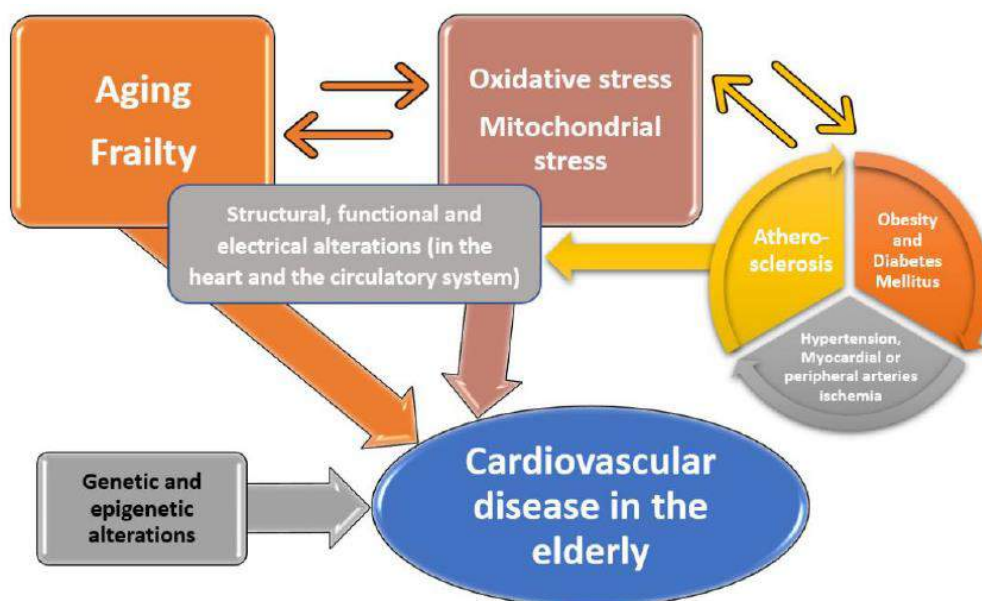 Aging
Frailty
Oxidative stress
Mitochondrial
stress
Structural, functional and
electrical alterations (in the
heart and the circulatory system)
Athero-
sclerosis
Obesity
and
Diabetes
Mellitus
Hypertension,
Myocardial or
peripheral arteries
ischemia
Genetic and
epigenetic
alterations
Cardiovascular
disease in the
elderly